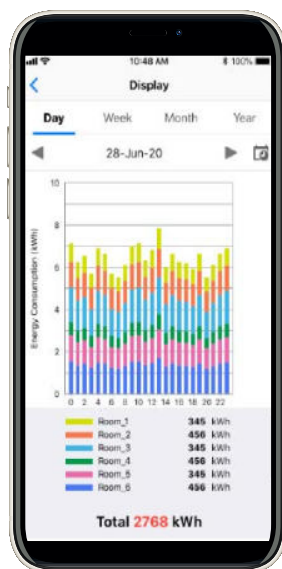 10:48 AM
100%
Display
Day Week Month Year
28-Jun-20
Energy Consumption (kWh)
10
8
6
4
2
0
0 2 4 6 8 10 12 14 16 18 20 22
Room_1 345 kWh
Room_2 456 kWh
Room_3 345 kWh
Room_4 456 kWh
Room_5 345 kWh
Room_6 456 kWh
Total 2768 kWh